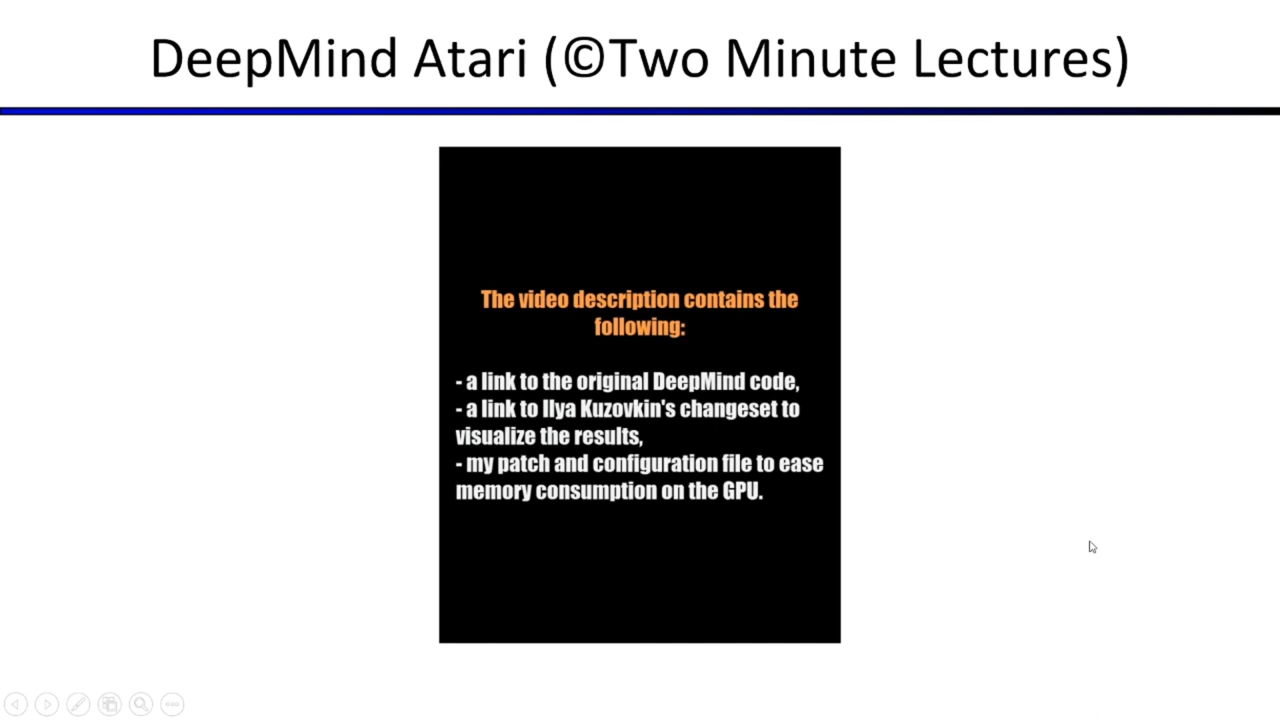 DeepMind Atari (©Two Minute Lectures)
The video description contains the
following:
- a link to the original DeepMind code,
- a link to Ilya Kuzovkin's changeset to
visualize the results,
- my patch and configuration file to ease
memory consumption on the GPU.